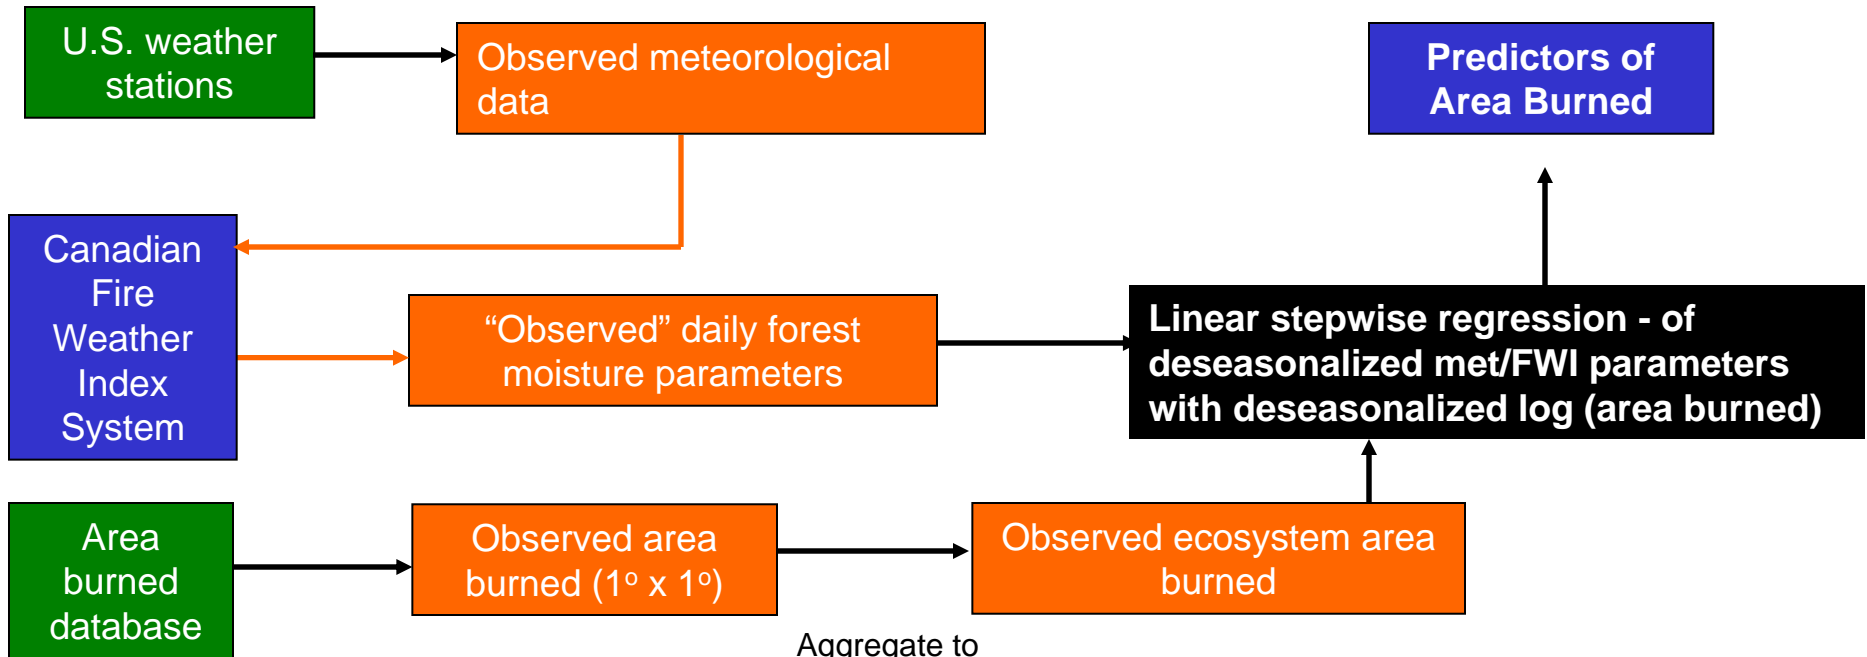 U.S. weather
stations
Observed meteorological
data
Predictors of
Area Burned
Canadian
Fire
Weather
Index
System
“Observed” daily forest
moisture parameters
Linear stepwise regression - of
deseasonalized met/FWI parameters
with deseasonalized log (area burned)
Area
burned
database
Observed area
burned (1º x 1º)
Observed ecosystem area
burned
Aggregate to